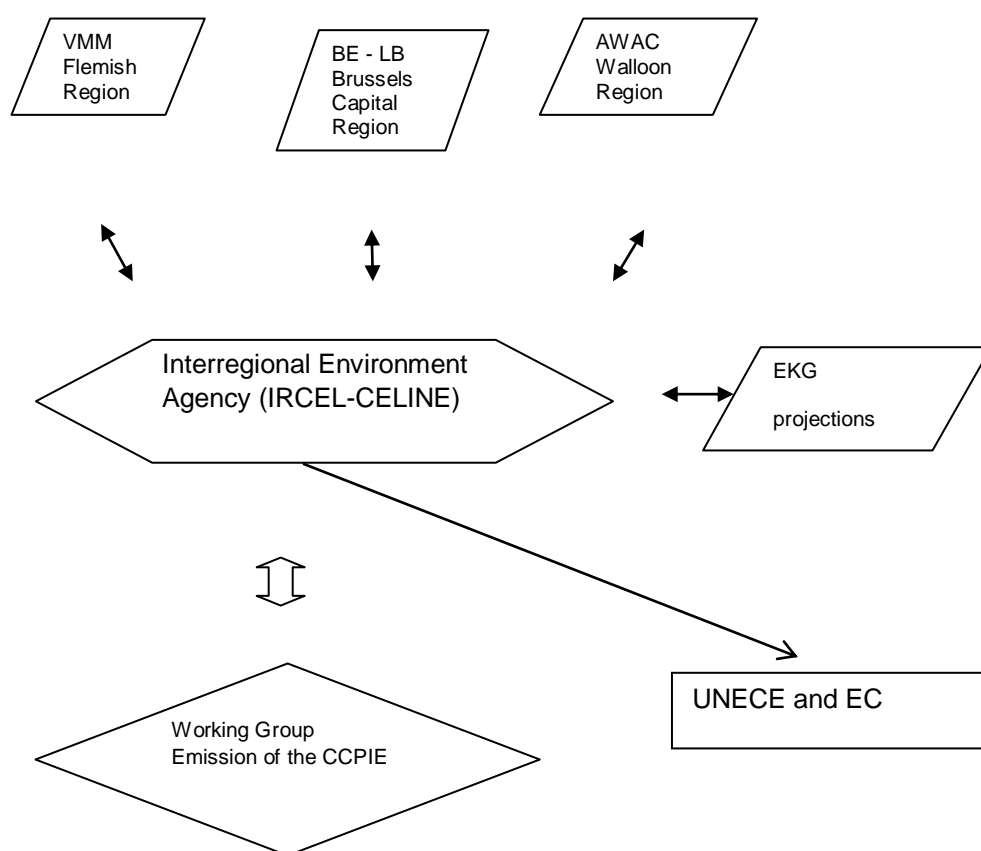 VMM
Flemish
Region
BE - LB
Brussels
Capital
Region
AWAC
Walloon
Region
Interregional Environment
Agency (IRCEL-CELINE)
EKG
projections
UNECE and EC
Working Group
Emission of the CCPIE